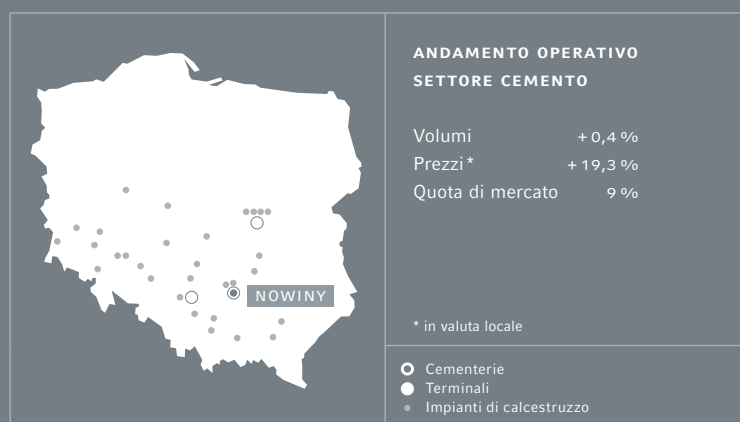 ANDAMENTO OPERATIVO
SETTORE CEMENTO
Volumi +0,4 %
Prezzi* +19,3 %
Quota di mercato 9 %
NOWINY
* in valuta locale
Cementerie
Terminali
Impianti di calcestruzzo